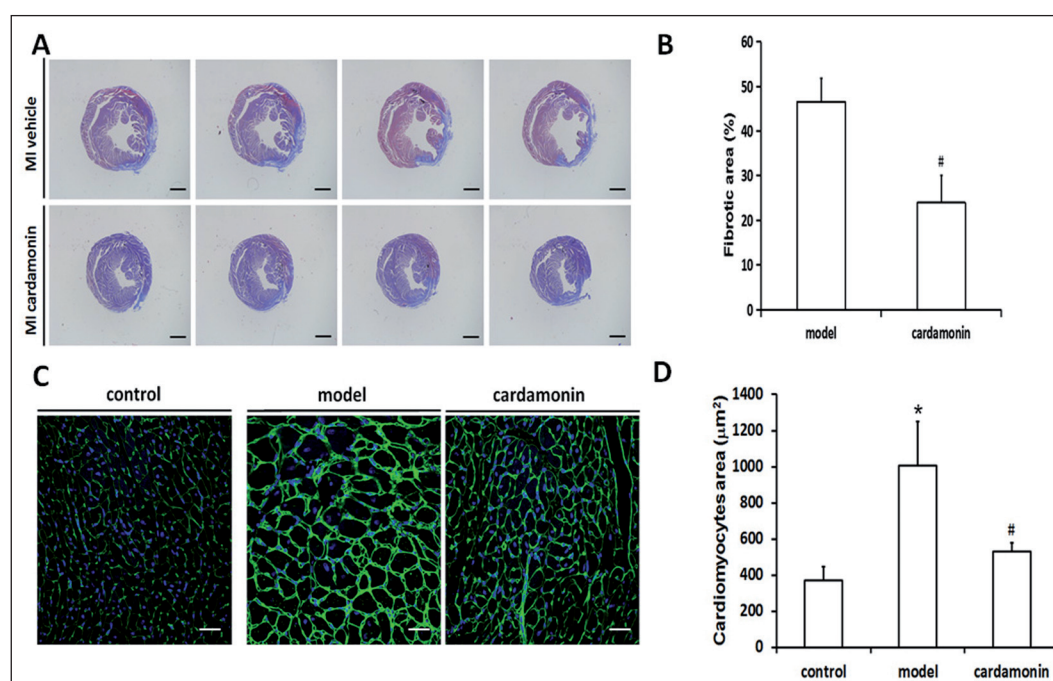 A
MI vehicle
MI cardamonin
B
Fibrotic area (%)
60
50
40
30
20
10
0
#
model
cardamonin
C
control
model
cardamonin
D
Cardiomyocytes area (μm²)
1400
1200
1000
800
600
400
200
0
*
#
control
model
cardamonin